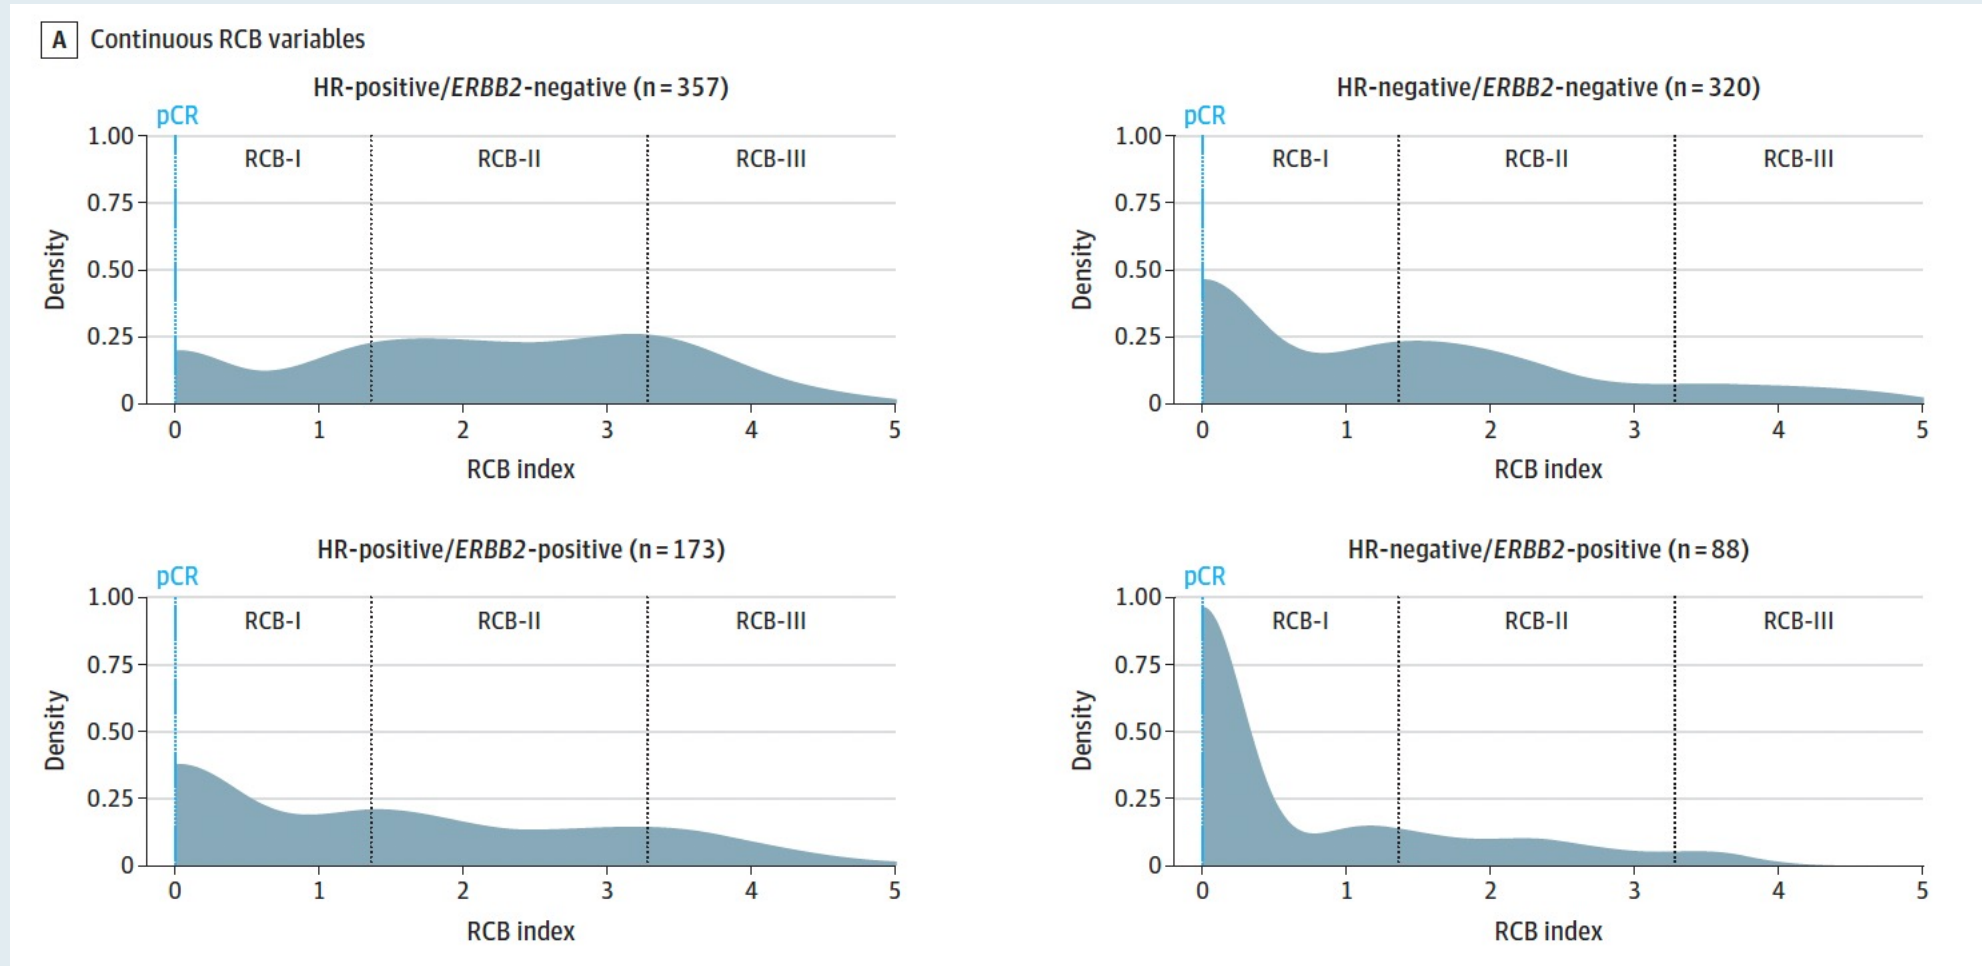 A Continuous RCB variables
HR-positive/ERBB2-negative (n=357)
pCR
1.00
RCB-I
RCB-II
RCB-III
0.75
0.50
0.25
0
Density
0 1 2 3 4 5
RCB index
HR-negative/ERBB2-negative (n=320)
pCR
1.00
RCB-I
RCB-II
RCB-III
0.75
0.50
0.25
0
Density
0 1 2 3 4 5
RCB index
HR-positive/ERBB2-positive (n=173)
pCR
1.00
RCB-I
RCB-II
RCB-III
0.75
0.50
0.25
0
Density
0 1 2 3 4 5
RCB index
HR-negative/ERBB2-positive (n=88)
pCR
1.00
RCB-I
RCB-II
RCB-III
0.75
0.50
0.25
0
Density
0 1 2 3 4 5
RCB index